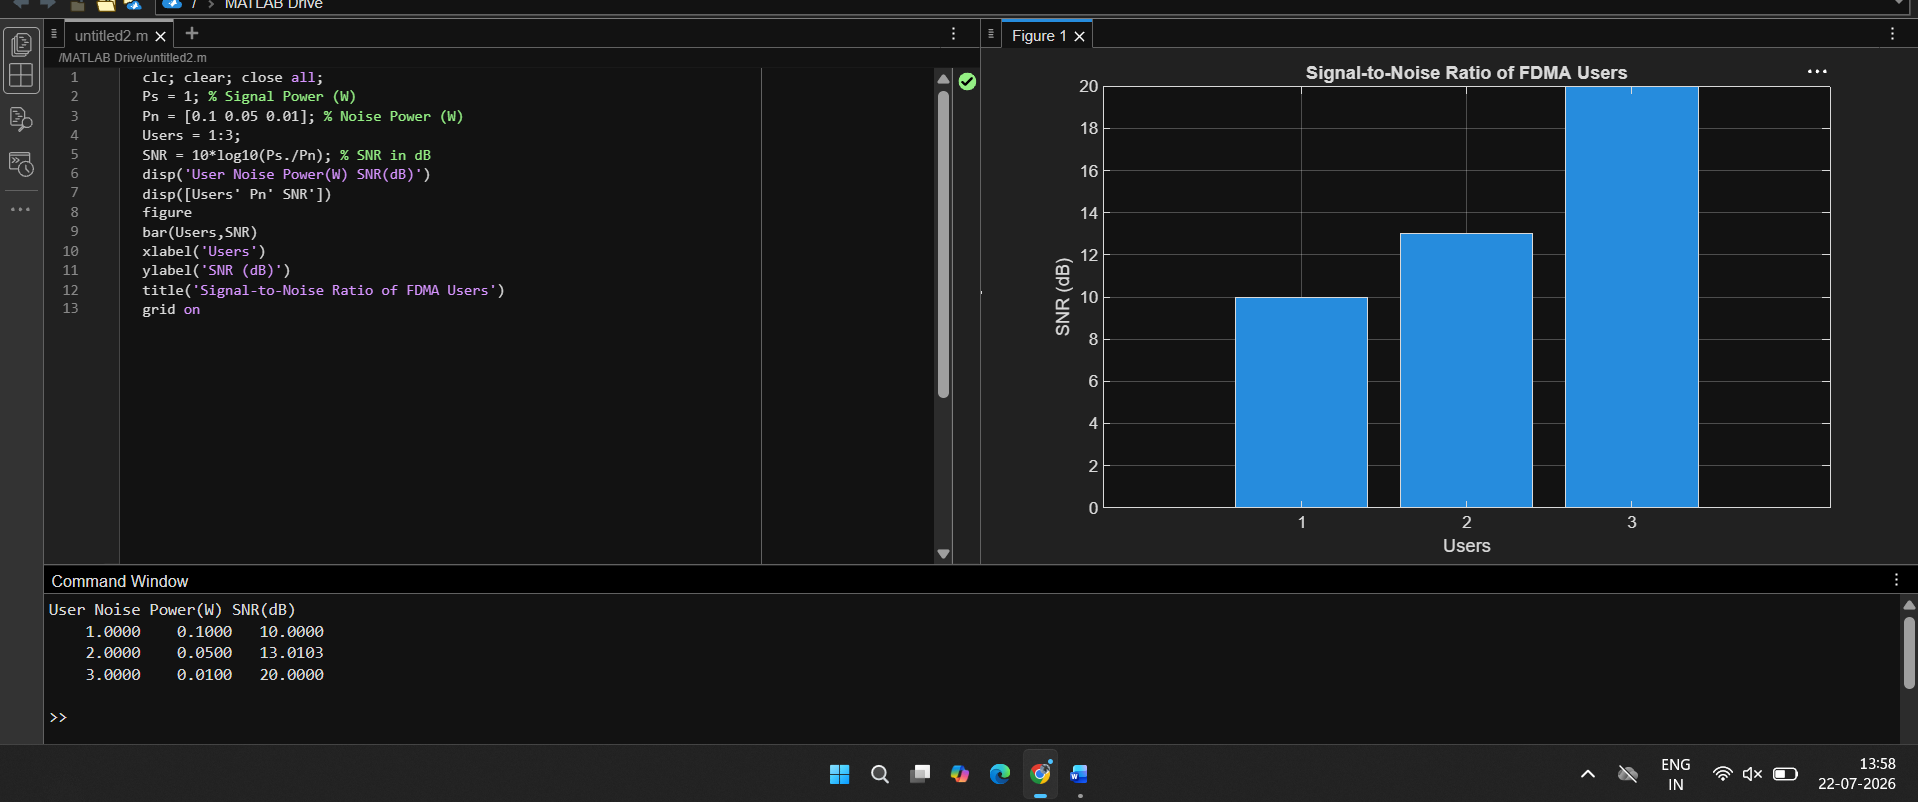 / > MATLAB Drive
untitled2.m
/MATLAB Drive/untitled2.m
1 clc; clear; close all;
2 Ps = 1; % Signal Power (W)
3 Pn = [0.1 0.05 0.01]; % Noise Power (W)
4 Users = 1:3;
5 SNR = 10*log10(Ps./Pn); % SNR in dB
6 disp('User Noise Power(W) SNR(dB)')
7 disp([Users' Pn' SNR'])
8 figure
9 bar(Users,SNR)
10 xlabel('Users')
11 ylabel('SNR (dB)')
12 title('Signal-to-Noise Ratio of FDMA Users')
13 grid on
Figure 1
Signal-to-Noise Ratio of FDMA Users
20
18
16
14
12
10
8
6
4
2
0
SNR (dB)
1 2 3
Users
Command Window
User Noise Power(W) SNR(dB)
1.0000 0.1000 10.0000
2.0000 0.0500 13.0103
3.0000 0.0100 20.0000
>>
ENG
IN
13:58
22-07-2026